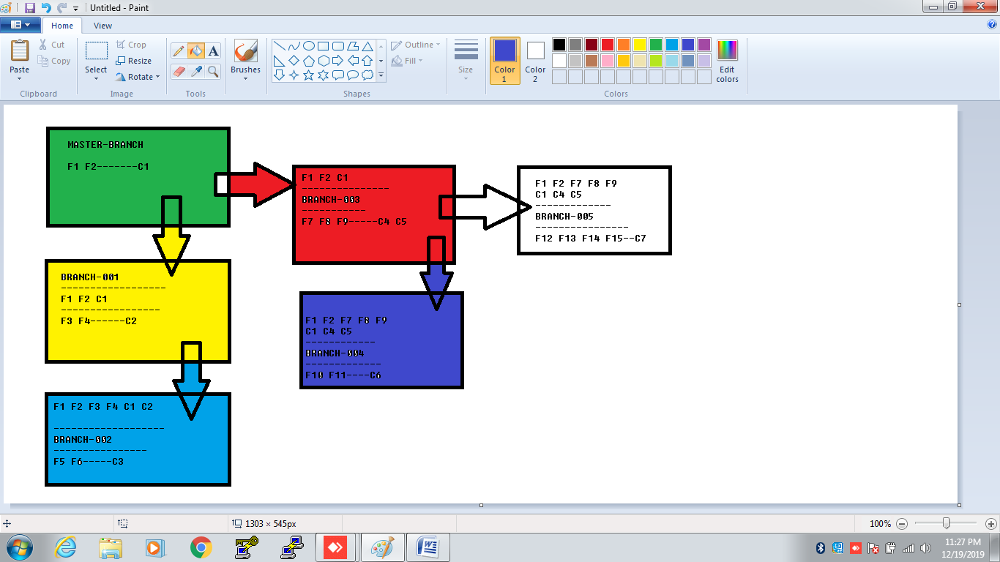 Untitled - Paint
Home View
Paste
Cut
Copy
Clipboard
Select
Crop
Resize
Rotate
Image
A
Tools
Brushes
Outline
Fill
Shapes
Size
Color 1
Color 2
Edit colors
Colors
MASTER-BRANCH
F1 F2-------C1
F1 F2 C1
---------------
BRANCH-003
-----------
F7 F8 F9-----C4 C5
F1 F2 F7 F8 F9
C1 C4 C5
-------------
BRANCH-005
----------------
F12 F13 F14 F15--C7
BRANCH-001
------------------
F1 F2 C1
-----------------
F3 F4------C2
F1 F2 F7 F8 F9
C1 C4 C5
------------
BRANCH-004
-------------
F10 F11----C6
F1 F2 F3 F4 C1 C2
-------------------
BRANCH-002
----------------
F5 F6-----C3
1303 × 545px
100%
11:27 PM
12/19/2019